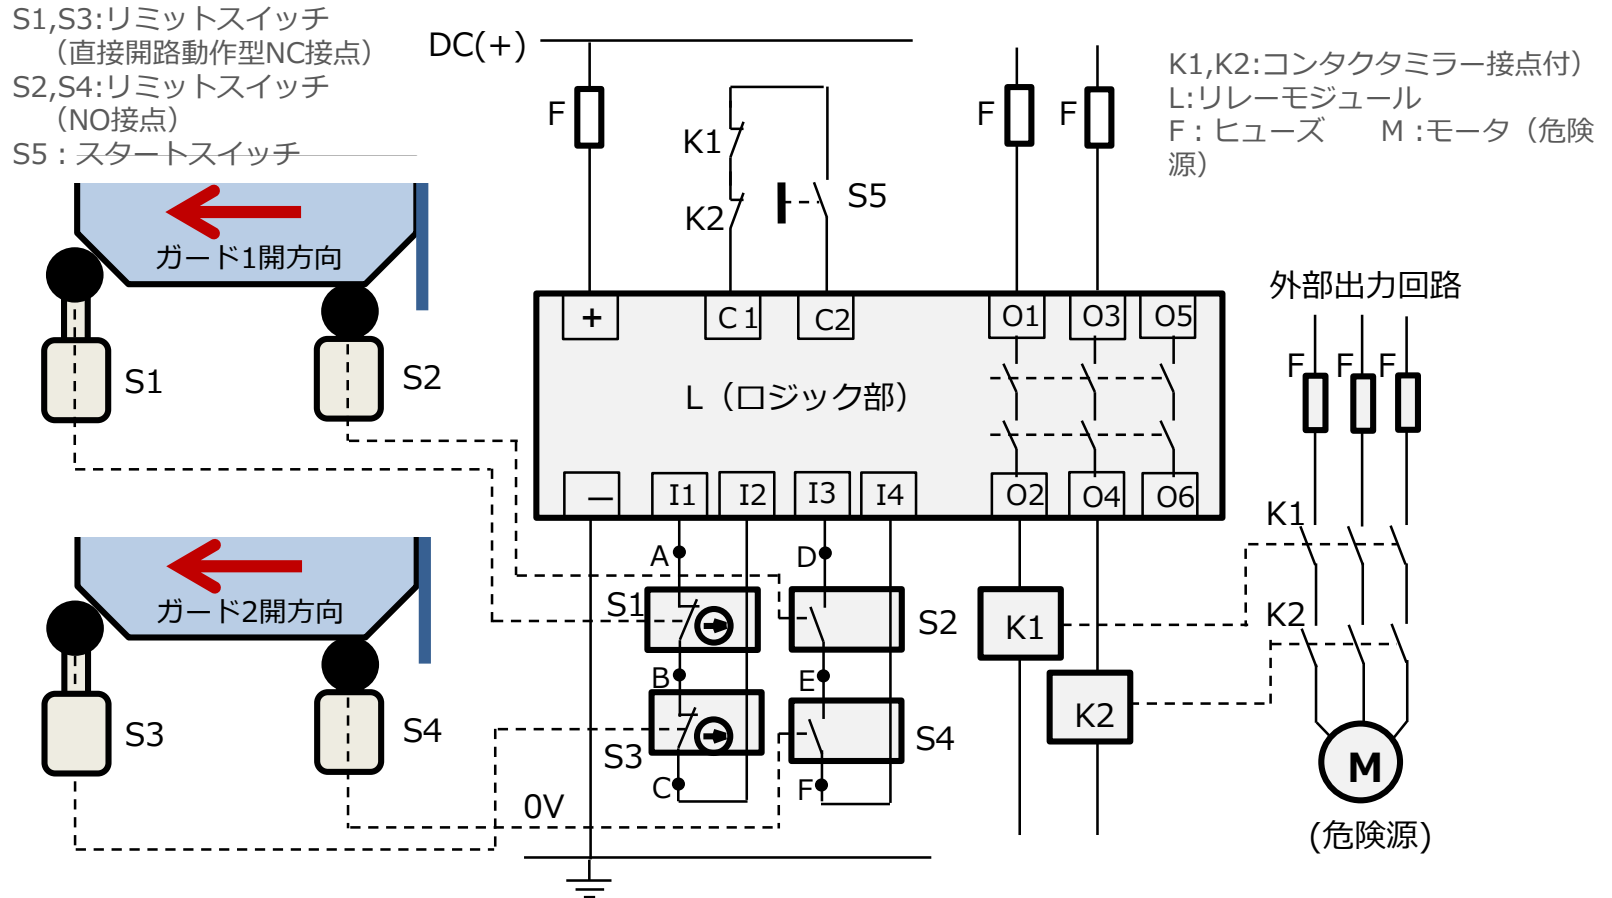 S1,S3:リミットスイッチ
（直接開路動作型NC接点）
S2,S4:リミットスイッチ
（NO接点）
S5：スタートスイッチ
DC(+)
K1,K2:コンタクタミラー接点付）
L:リレーモジュール
F：ヒューズ　　M:モータ（危険
源）
F
K1
K2
S5
F
F
ガード1開方向
S1
S2
+
C1
C2
O1
O3
O5
L（ロジック部）
—
I1
I2
I3
I4
O2
O4
O6
外部出力回路
F
F
F
K1
K2
ガード2開方向
S3
S4
A
D
S1
S2
B
E
S3
S4
C
F
0V
K1
K2
M
(危険源)